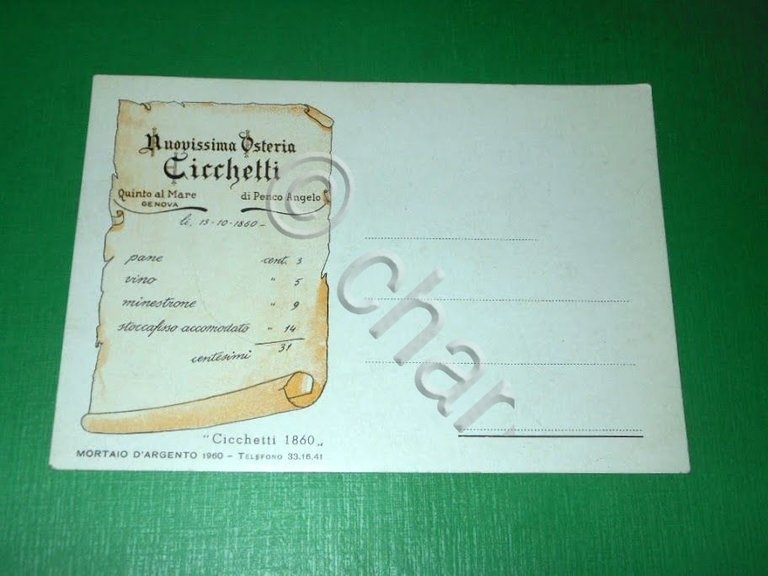 Nuovissima Osteria
Cicchetti
Quinto al Mare di Penco Angelo
GENOVA
li, 13-10-1860-
pane cent. 3
vino " 5
minestrone " 9
stoccafisso accomodato " 14
centesimi 31
"Cicchetti 1860„
MORTAIO D'ARGENTO 1960 - TELEFONO 33.16.41
© char.